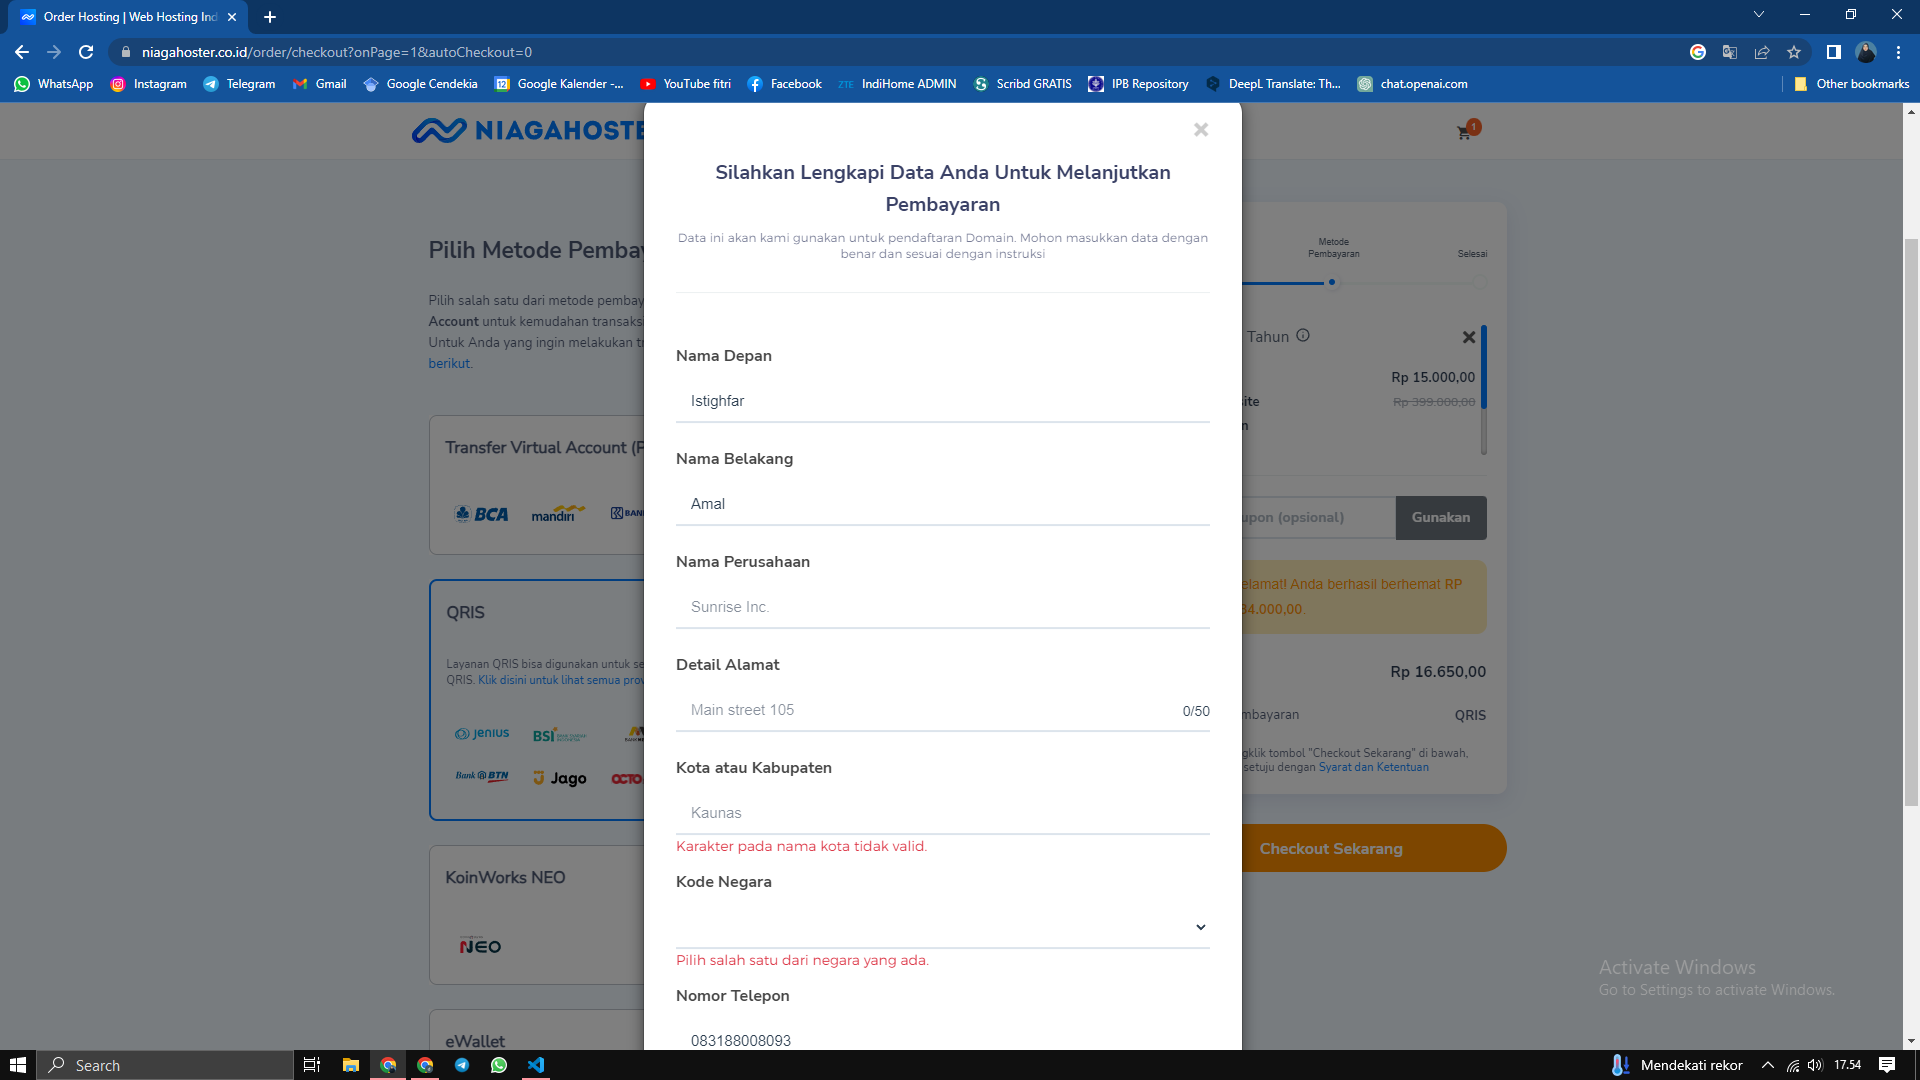 Order Hosting | Web Hosting Ind
niagahoster.co.id/order/checkout?onPage=1&autoCheckout=0
WhatsApp
Instagram
Telegram
Gmail
Google Cendekia
Google Kalender -...
YouTube fitri
Facebook
ZTE IndiHome ADMIN
Scribd GRATIS
IPB Repository
DeepL Translate: Th...
chat.openai.com
Other bookmarks
NIAGAHOSTER
1
Silahkan Lengkapi Data Anda Untuk Melanjutkan
Pembayaran
Data ini akan kami gunakan untuk pendaftaran Domain. Mohon masukkan data dengan
benar dan sesuai dengan instruksi
Nama Depan
Istighfar
Nama Belakang
Amal
Nama Perusahaan
Sunrise Inc.
Detail Alamat
Main street 105
0/50
Kota atau Kabupaten
Kaunas
Karakter pada nama kota tidak valid.
Kode Negara
Pilih salah satu dari negara yang ada.
Nomor Telepon
083188008093
Pilih Metode Pembay
Pilih salah satu dari metode pembay
Account untuk kemudahan transaks
Untuk Anda yang ingin melakukan tr
berikut.
Transfer Virtual Account (P
BCA
mandiri
BANK
QRIS
Layanan QRIS bisa digunakan untuk se
QRIS. Klik disini untuk lihat semua prov
Jenius
BSI
Bank BTN
Jago
OCTO
KoinWorks NEO
NEO
eWallet
Metode
Pembayaran
Selesai
Tahun
Rp 15.000,00
site
Rp 399.000,00
n
upon (opsional)
Gunakan
elamat! Anda berhasil berhemat RP
84.000,00.
Rp 16.650,00
mbayaran
QRIS
gklik tombol "Checkout Sekarang" di bawah,
setuju dengan Syarat dan Ketentuan
Checkout Sekarang
Activate Windows
Go to Settings to activate Windows.
Search
Mendekati rekor
17.54